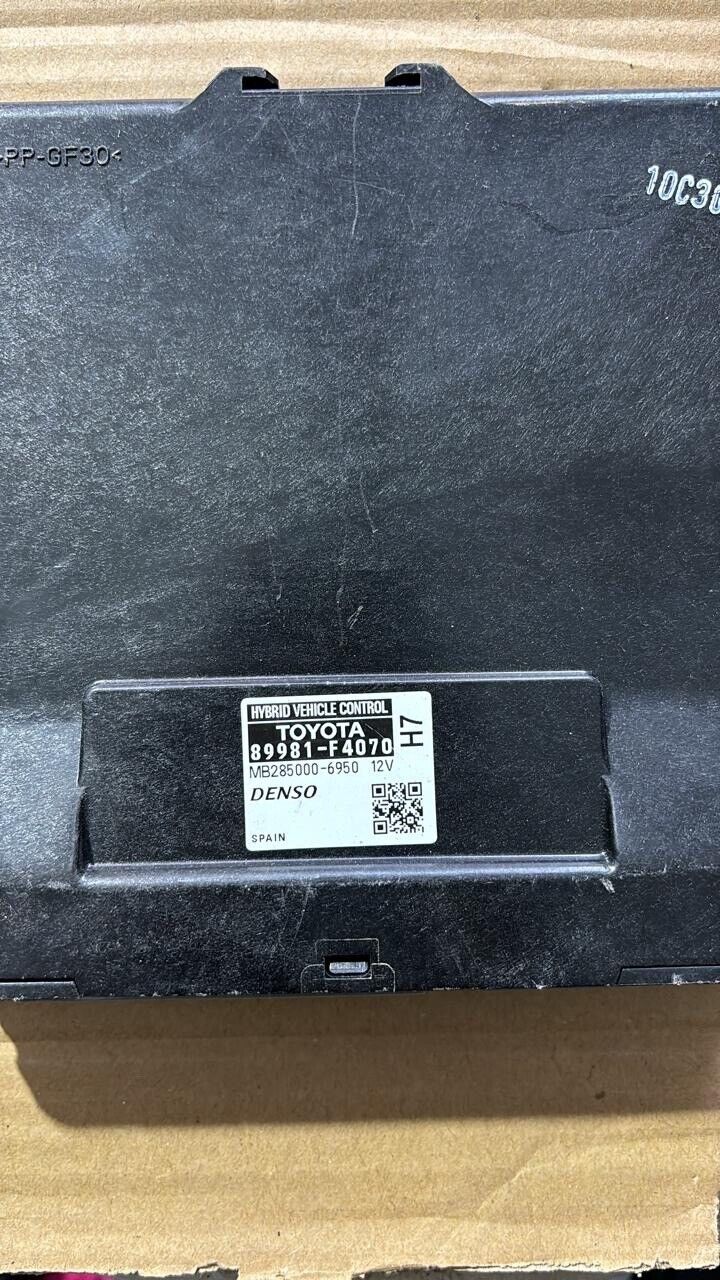 >PP-GF30<
10C30
HYBRID VEHICLE CONTROL
TOYOTA
89981-F4070
H7
MB285000-6950 12V
DENSO
SPAIN